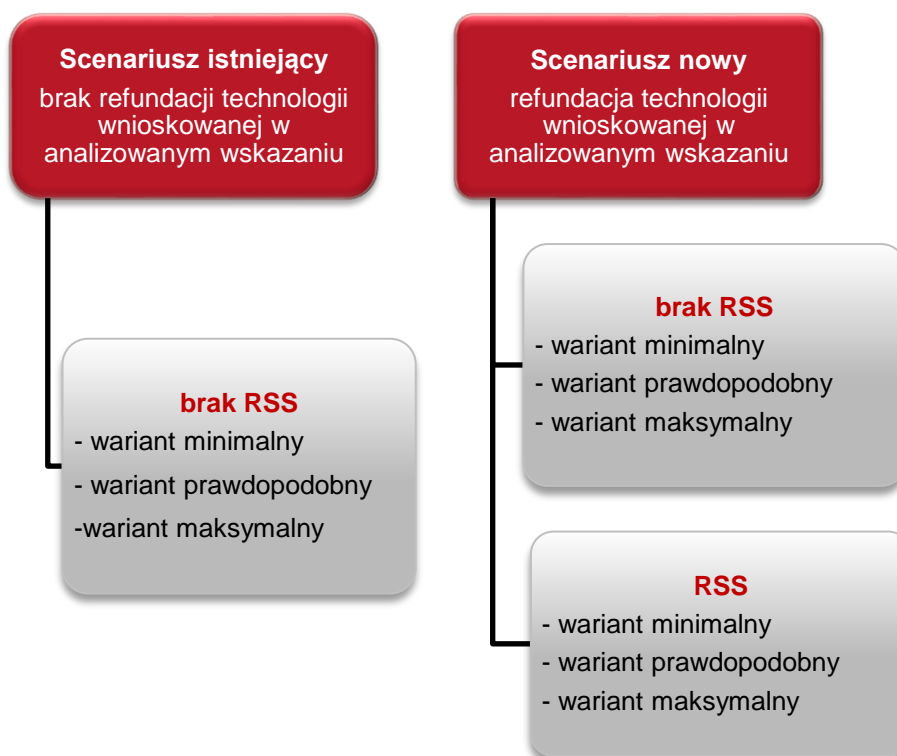 Scenariusz istniejący
brak refundacji technologii
wnioskowanej w
analizowanym wskazaniu
brak RSS
- wariant minimalny
- wariant prawdopodobny
-wariant maksymalny
Scenariusz nowy
refundacja technologii
wnioskowanej w
analizowanym wskazaniu
brak RSS
- wariant minimalny
- wariant prawdopodobny
- wariant maksymalny
RSS
- wariant minimalny
- wariant prawdopodobny
- wariant maksymalny